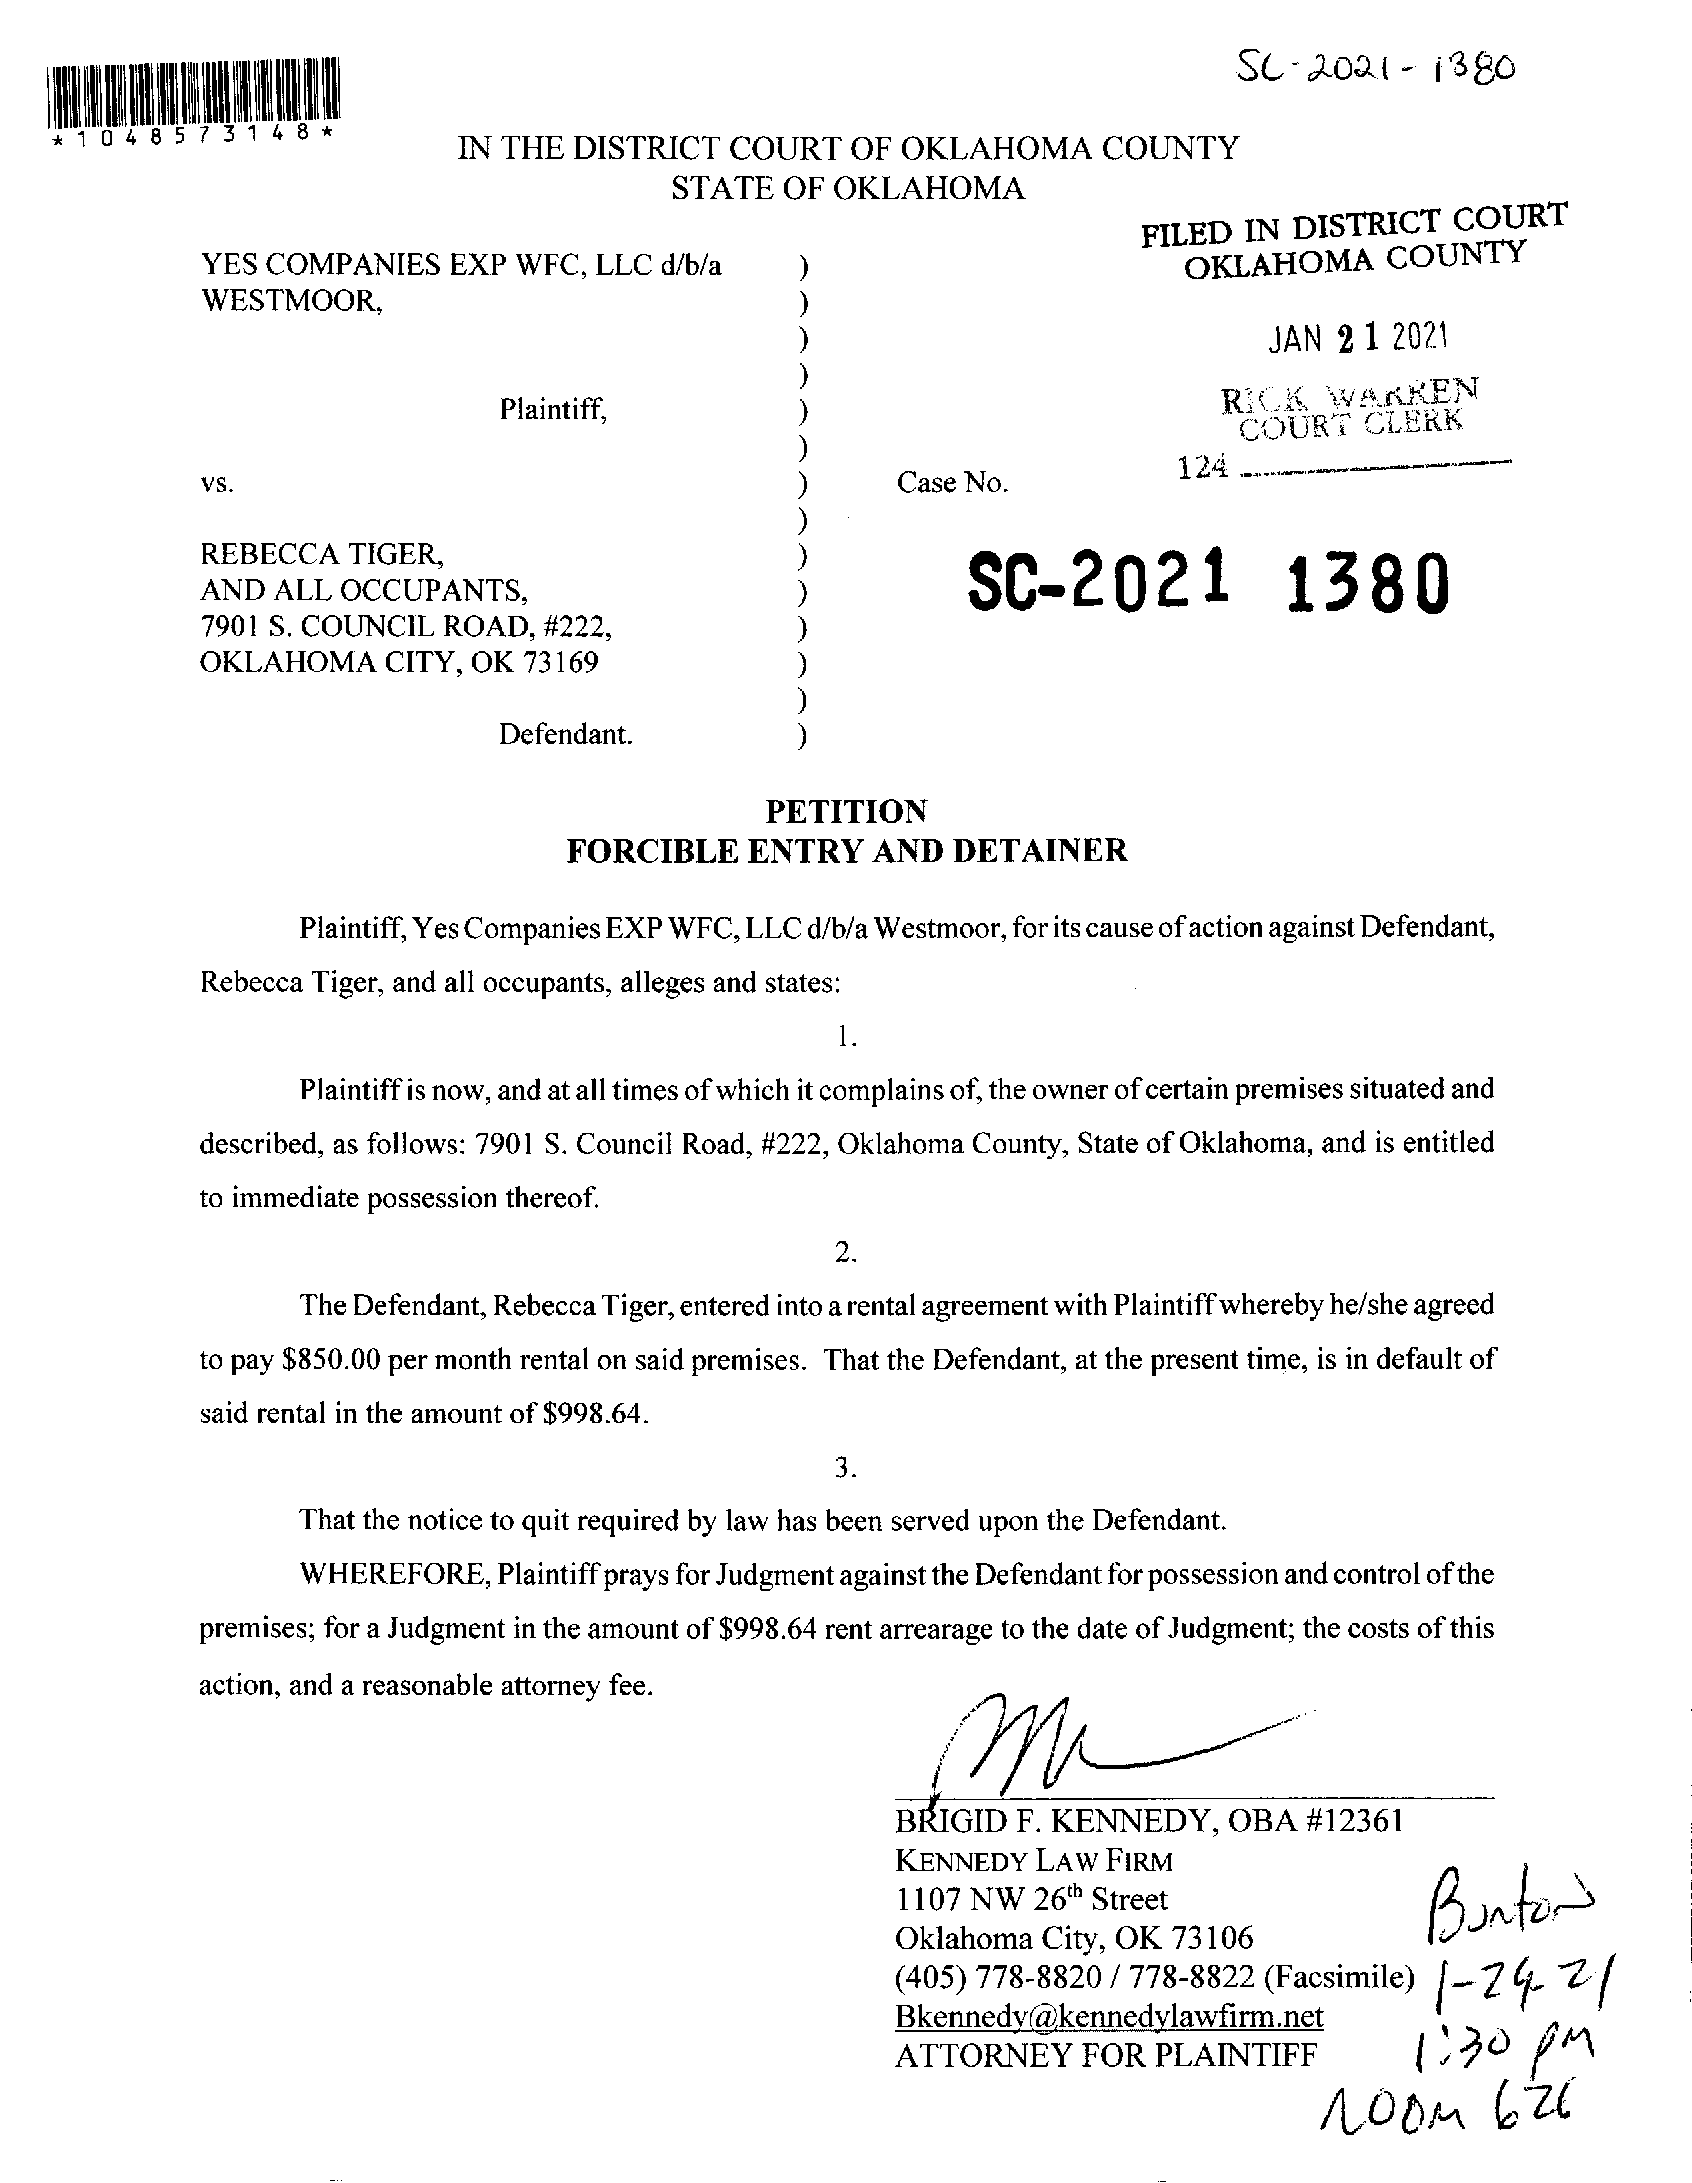 SC-2021-1380
*1048573148*
IN THE DISTRICT COURT OF OKLAHOMA COUNTY
STATE OF OKLAHOMA
FILED IN DISTRICT COURT
OKLAHOMA COUNTY
JAN 21 2021
RICK WARREN
COURT CLERK
124
YES COMPANIES EXP WFC, LLC d/b/a )
WESTMOOR, )
)
)
Plaintiff, )
)
vs. ) Case No.
)
REBECCA TIGER, )
AND ALL OCCUPANTS, ) SC-2021 1380
7901 S. COUNCIL ROAD, #222, )
OKLAHOMA CITY, OK 73169 )
)
Defendant. )
PETITION
FORCIBLE ENTRY AND DETAINER
Plaintiff, Yes Companies EXP WFC, LLC d/b/a Westmoor, for its cause of action against Defendant,
Rebecca Tiger, and all occupants, alleges and states:
1.
Plaintiff is now, and at all times of which it complains of, the owner of certain premises situated and
described, as follows: 7901 S. Council Road, #222, Oklahoma County, State of Oklahoma, and is entitled
to immediate possession thereof.
2.
The Defendant, Rebecca Tiger, entered into a rental agreement with Plaintiff whereby he/she agreed
to pay $850.00 per month rental on said premises. That the Defendant, at the present time, is in default of
said rental in the amount of $998.64.
3.
That the notice to quit required by law has been served upon the Defendant.
WHEREFORE, Plaintiff prays for Judgment against the Defendant for possession and control of the
premises; for a Judgment in the amount of $998.64 rent arrearage to the date of Judgment; the costs of this
action, and a reasonable attorney fee.
BRIGID F. KENNEDY, OBA #12361
KENNEDY LAW FIRM
1107 NW 26th Street
Oklahoma City, OK 73106
(405) 778-8820 / 778-8822 (Facsimile)
Bkennedy@kennedylawfirm.net
ATTORNEY FOR PLAINTIFF
1:30 PM
ROOM 626